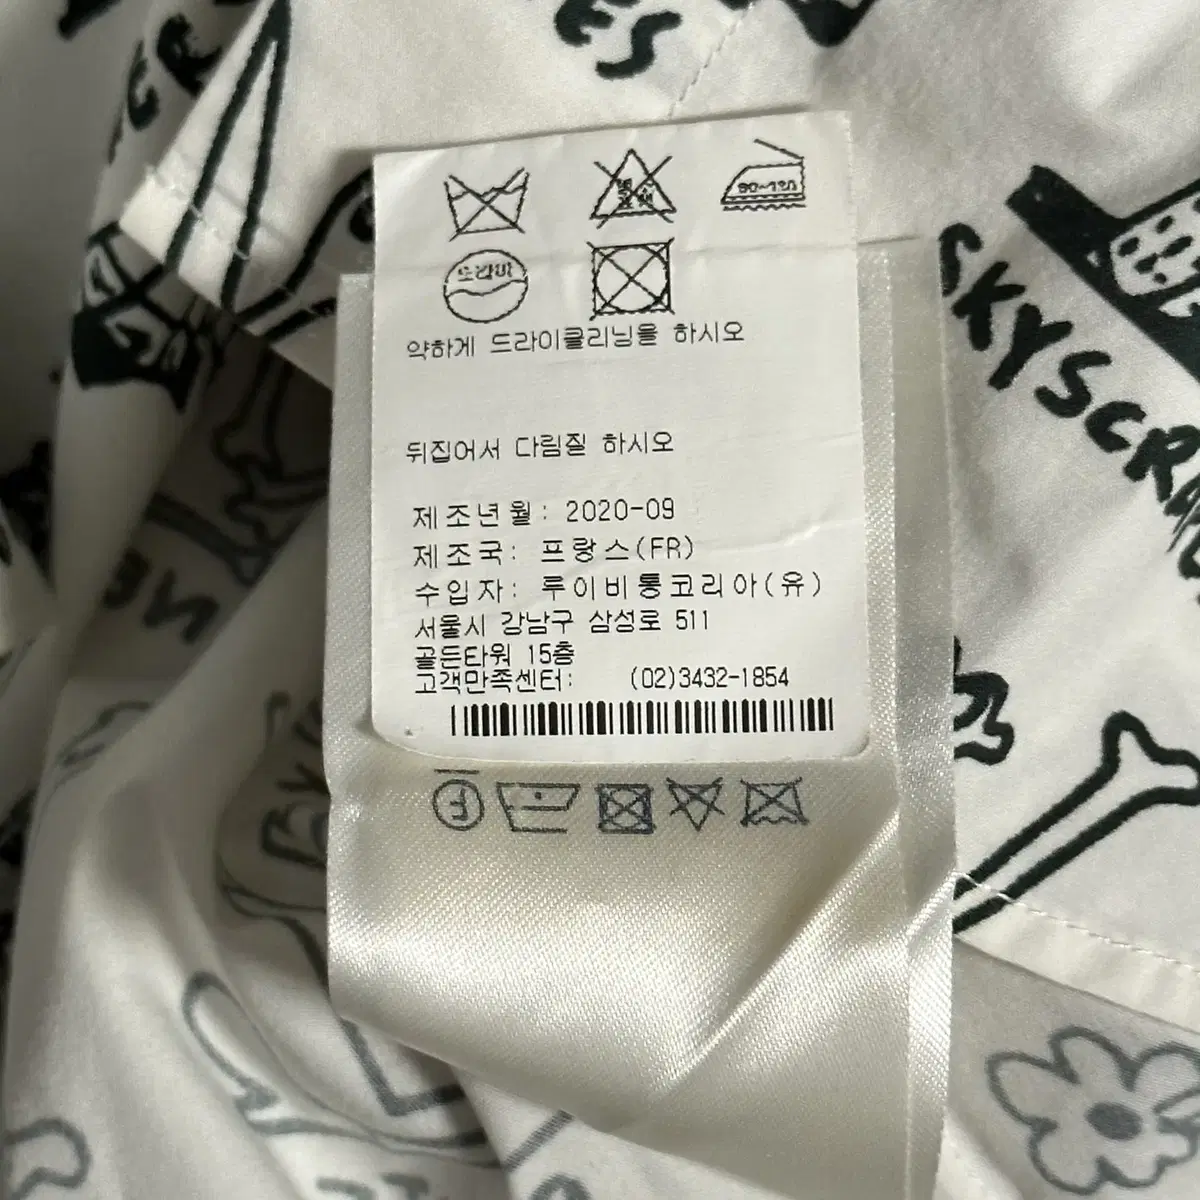 ES
SKYSCRA
80~120
드라이
약하게 드라이클리닝을 하시오
뒤집어서 다림질 하시오
제조년월: 2020-09
제조국: 프랑스(FR)
수입자: 루이비통코리아(유)
서울시 강남구 삼성로 511
골든타워 15층
고객만족센터: (02)3432-1854
F